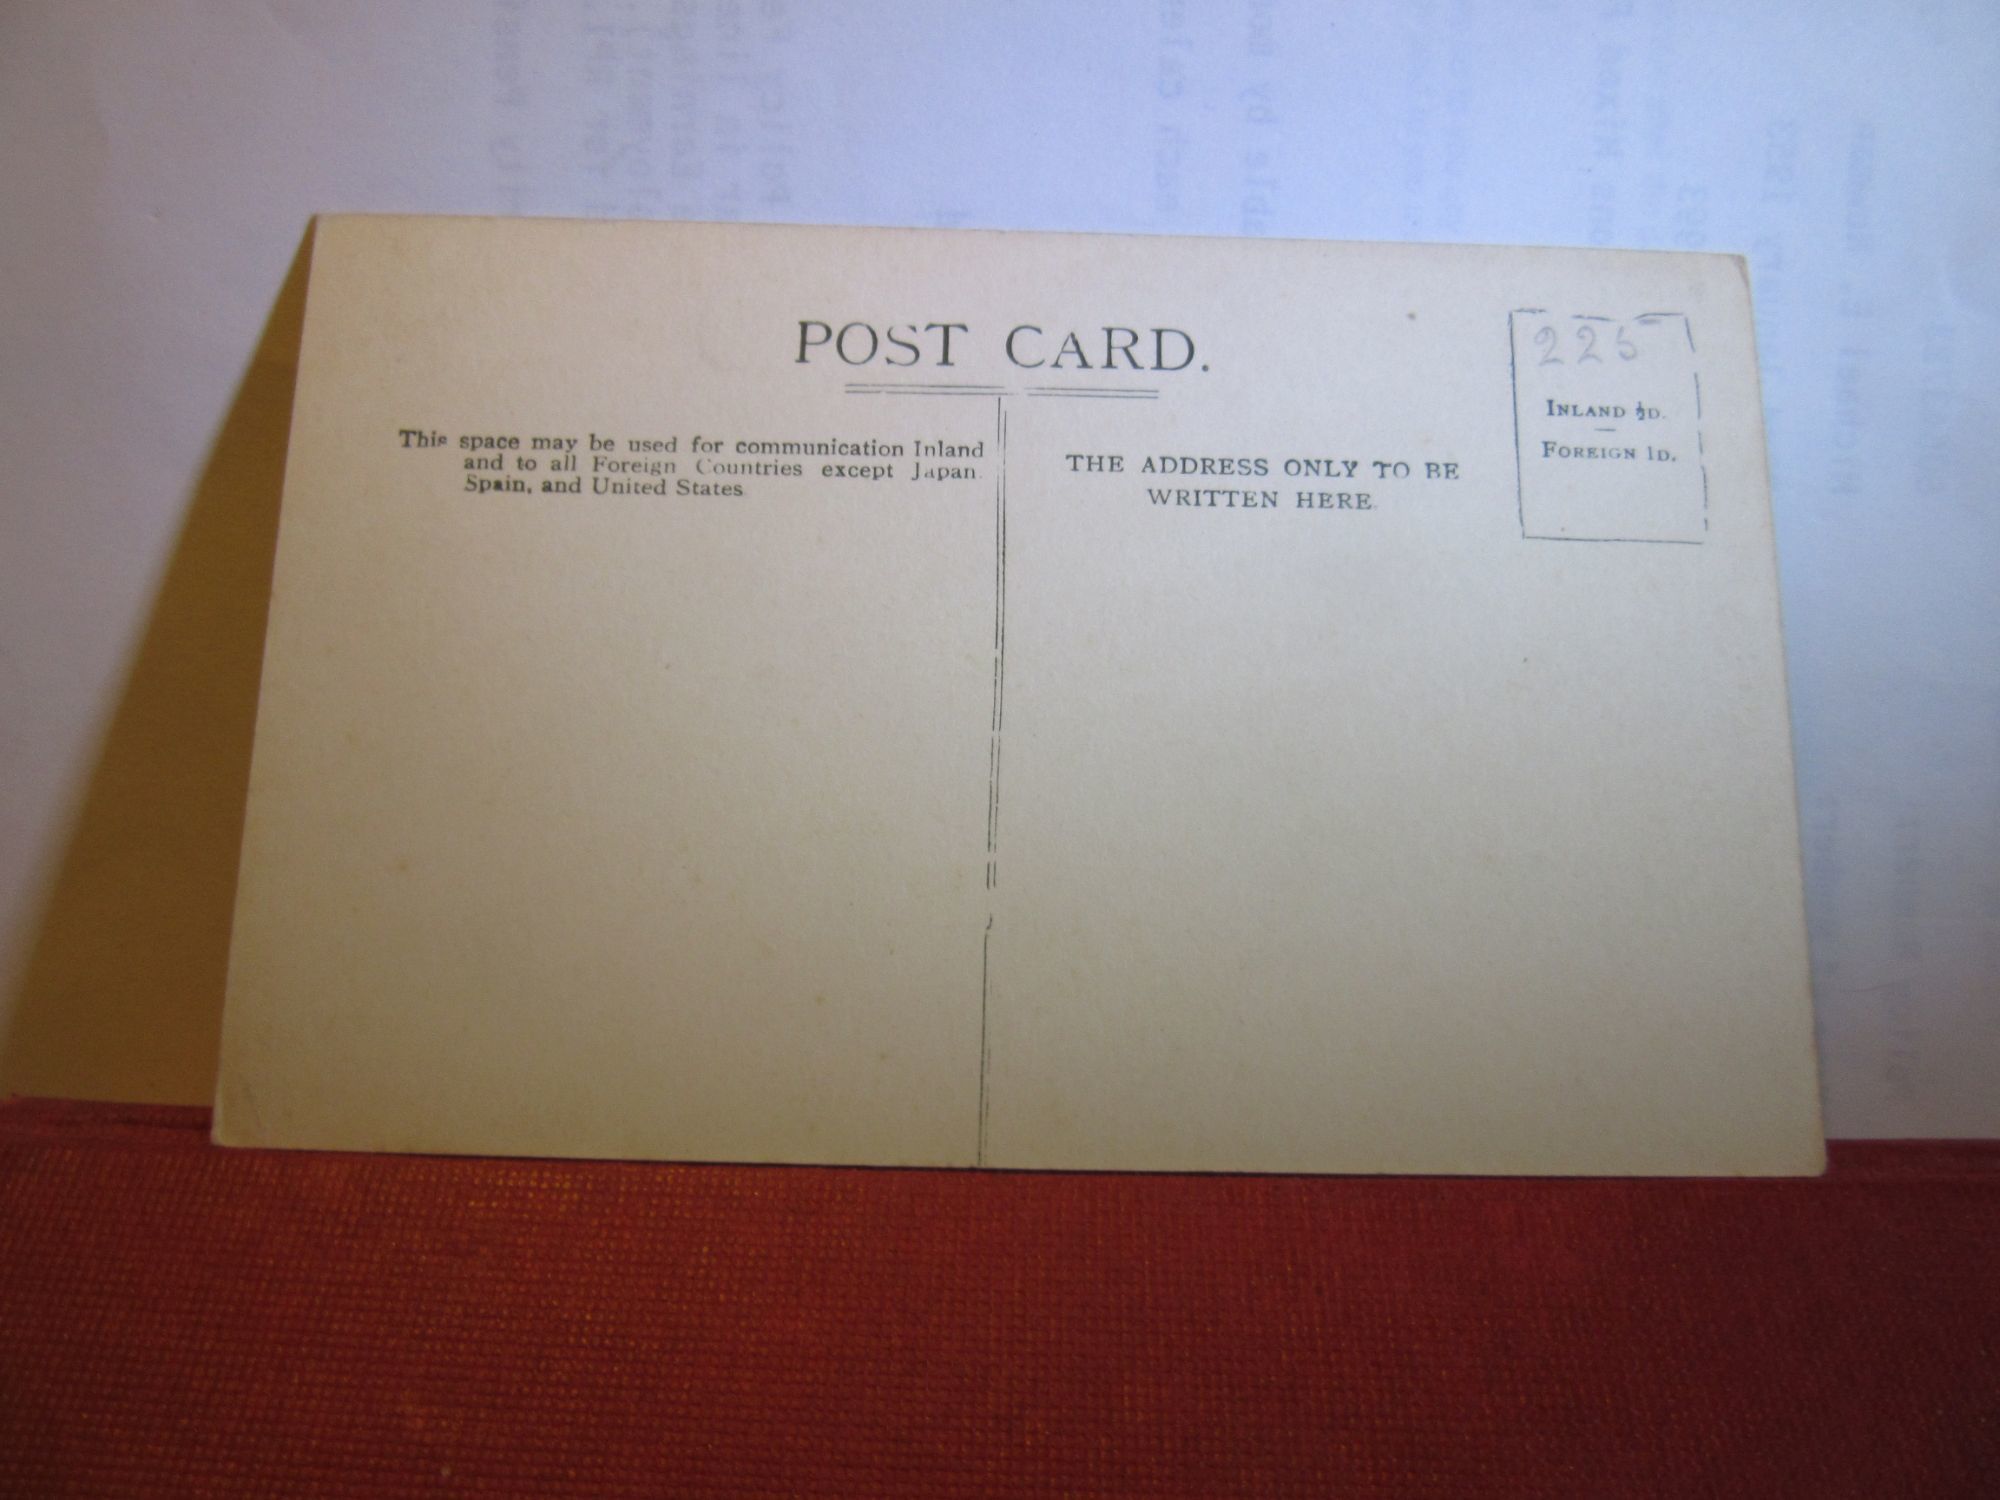 POST CARD.
This space may be used for communication Inland
and to all Foreign Countries except Japan.
Spain, and United States
THE ADDRESS ONLY TO BE
WRITTEN HERE.
225
INLAND ½D.
FOREIGN 1D.